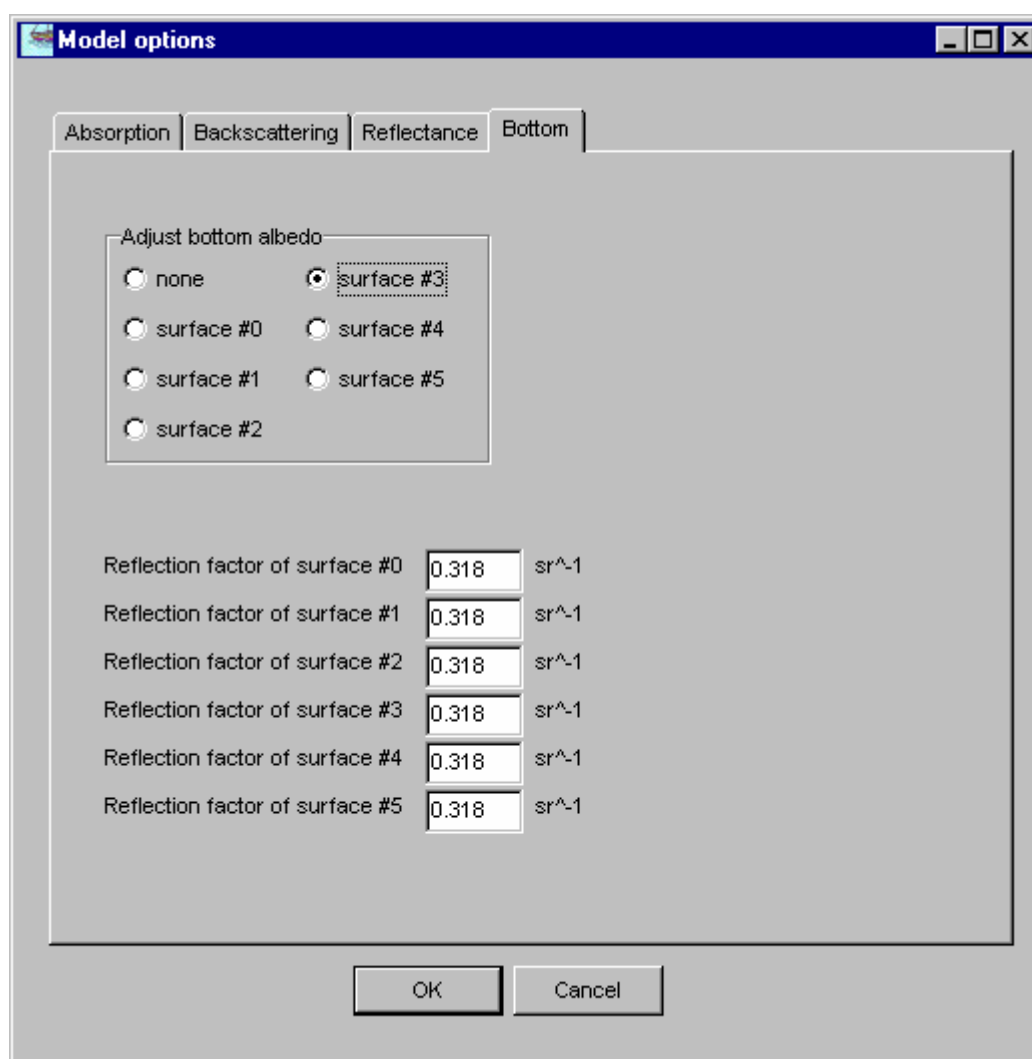 Model options
Absorption Backscattering Reflectance Bottom
Adjust bottom albedo
none surface #3
surface #0 surface #4
surface #1 surface #5
surface #2
Reflection factor of surface #0 0.318 sr^-1
Reflection factor of surface #1 0.318 sr^-1
Reflection factor of surface #2 0.318 sr^-1
Reflection factor of surface #3 0.318 sr^-1
Reflection factor of surface #4 0.318 sr^-1
Reflection factor of surface #5 0.318 sr^-1
OK Cancel